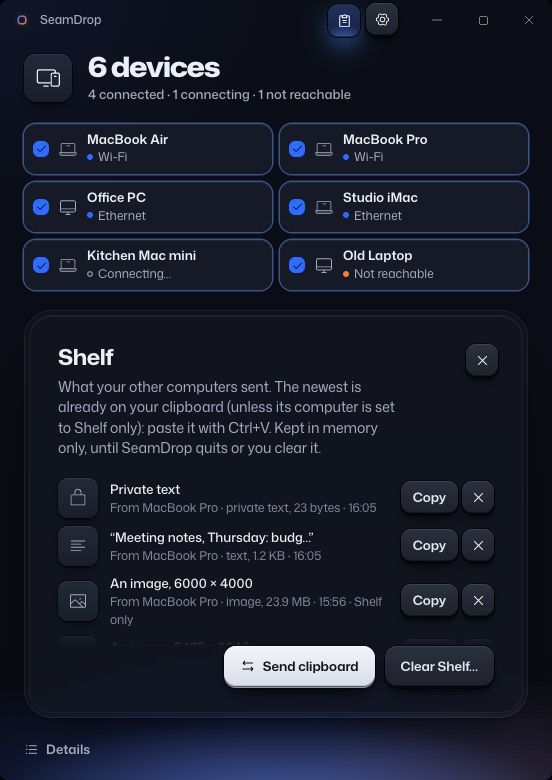 SeamDrop
6 devices
4 connected · 1 connecting · 1 not reachable
MacBook Air
Wi-Fi
MacBook Pro
Wi-Fi
Office PC
Ethernet
Studio iMac
Ethernet
Kitchen Mac mini
Connecting...
Old Laptop
Not reachable
Shelf
What your other computers sent. The newest is
already on your clipboard (unless its computer is set
to Shelf only): paste it with Ctrl+V. Kept in memory
only, until SeamDrop quits or you clear it.
Private text
From MacBook Pro · private text, 23 bytes · 16:05
Copy
“Meeting notes, Thursday: budg...”
From MacBook Pro · text, 1.2 KB · 16:05
Copy
An image, 6000 × 4000
From MacBook Pro · image, 23.9 MB · 15:56 · Shelf
only
Copy
Send clipboard
Clear Shelf...
Details